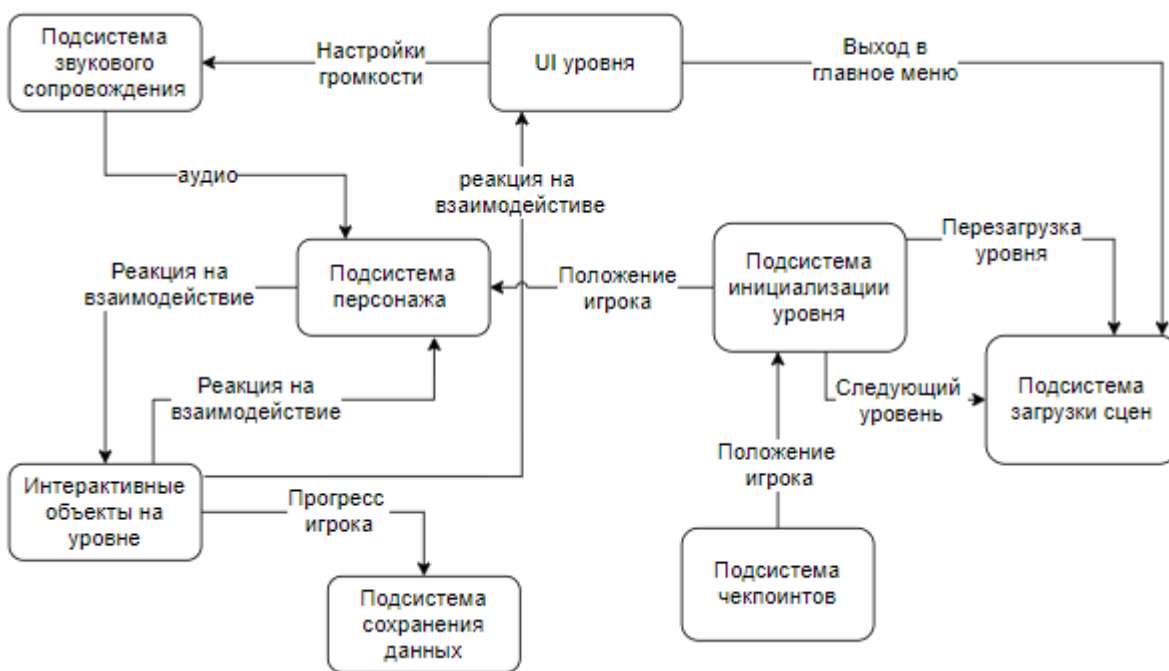 Подсистема
звукового
сопровождения
Настройки
громкости
UI уровня
Выход в
главное меню
аудио
реакция на
взаимодестиве
Реакция на
взаимодействие
Подсистема
персонажа
Положение
игрока
Подсистема
инициализации
уровня
Перезагрузка
уровня
Реакция на
взаимодействие
Следующий
уровень
Подсистема
загрузки сцен
Интерактивные
объекты на
уровне
Прогресс
игрока
Положение
игрока
Подсистема
сохранения
данных
Подсистема
чекпоинтов